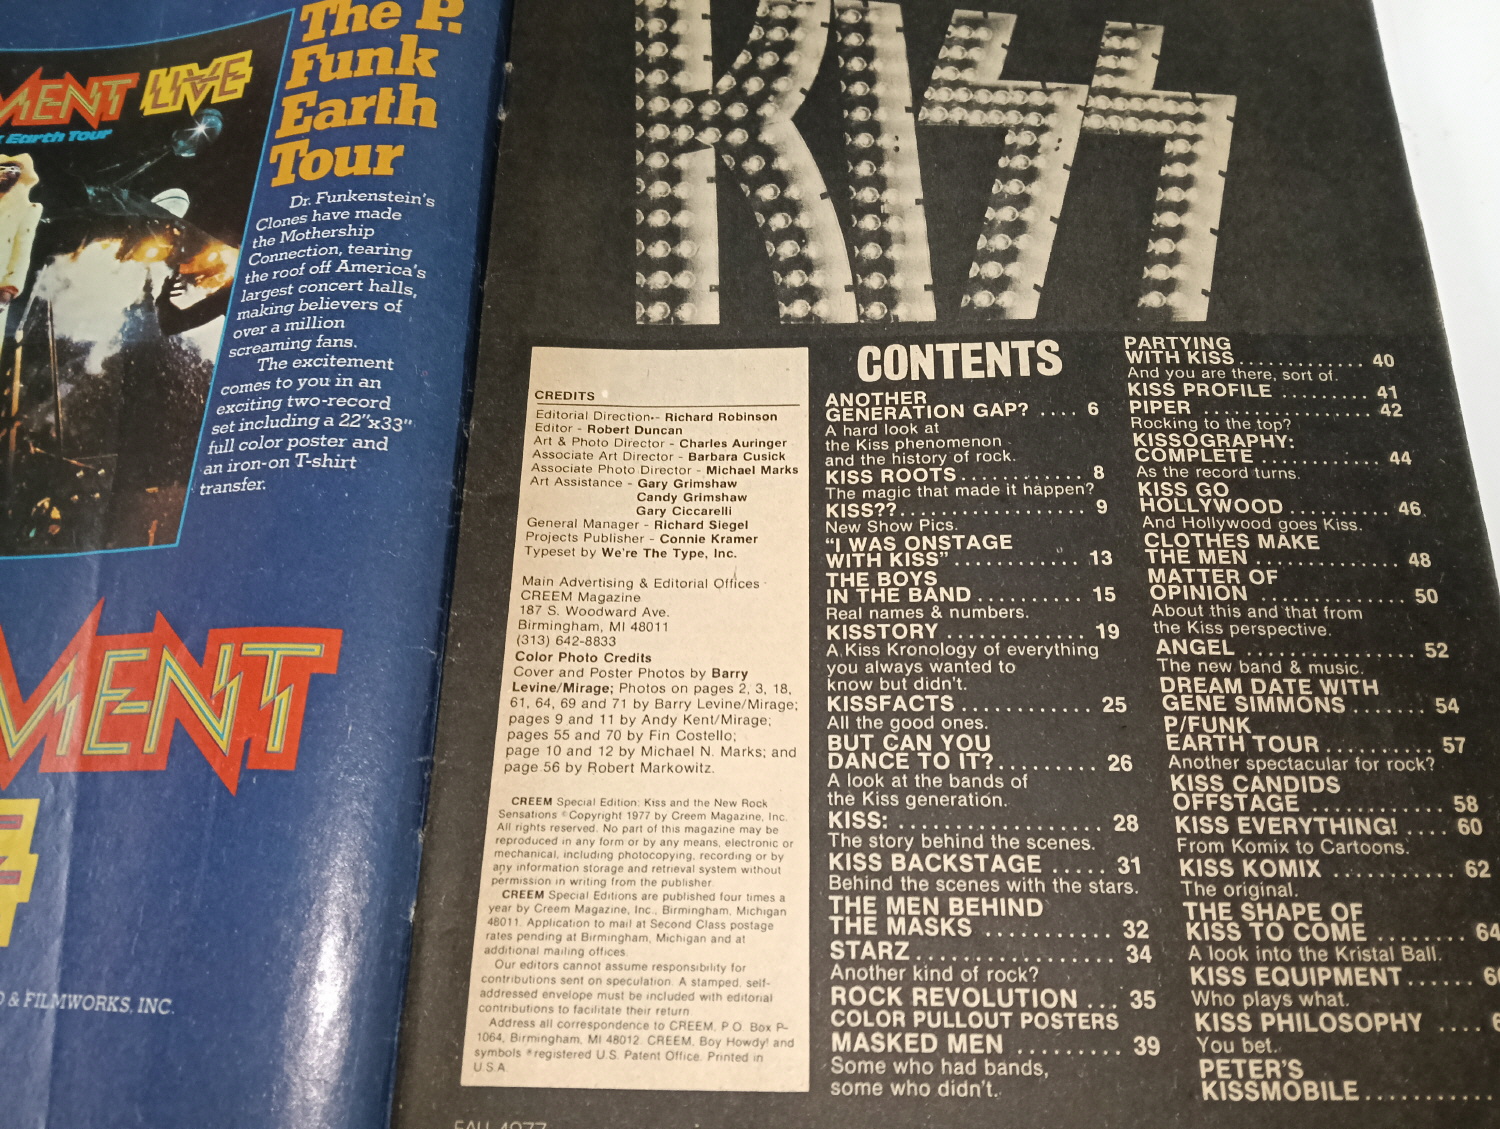 The P.
Funk
Earth
Tour
MENT LIVE
Earth Tour
Dr. Funkenstein's
Clones have made
the Mothership
Connection, tearing
the roof off America's
largest concert halls,
making believers of
over a million
screaming fans.
The excitement
comes to you in an
exciting two-record
set including a 22"x33"
full color poster and
an iron-on T-shirt
transfer.
MENT
& FILMWORKS, INC.
KISS
CREDITS
Editorial Direction-- Richard Robinson
Editor - Robert Duncan
Art & Photo Director - Charles Auringer
Associate Art Director - Barbara Cusick
Associate Photo Director - Michael Marks
Art Assistance - Gary Grimshaw
Candy Grimshaw
Gary Ciccarelli
General Manager - Richard Siegel
Projects Publisher - Connie Kramer
Typeset by We're The Type, Inc.
Main Advertising & Editorial Offices
CREEM Magazine
187 S. Woodward Ave.
Birmingham, MI 48011
(313) 642-8833
Color Photo Credits
Cover and Poster Photos by Barry
Levine/Mirage; Photos on pages 2, 3, 18,
61, 64, 69 and 71 by Barry Levine/Mirage;
pages 9 and 11 by Andy Kent/Mirage;
pages 55 and 70 by Fin Costello;
page 10 and 12 by Michael N. Marks; and
page 56 by Robert Markowitz.
CREEM Special Edition: Kiss and the New Rock
Sensations © Copyright 1977 by Creem Magazine, Inc.
All rights reserved. No part of this magazine may be
reproduced in any form or by any means, electronic or
mechanical, including photocopying, recording or by
any information storage and retrieval system without
permission in writing from the publisher.
CREEM Special Editions are published four times a
year by Creem Magazine, Inc., Birmingham, Michigan
48011. Application to mail at Second Class postage
rates pending at Birmingham, Michigan and at
additional mailing offices.
Our editors cannot assume responsibility for
contributions sent on speculation. A stamped, self-
addressed envelope must be included with editorial
contributions to facilitate their return.
Address all correspondence to CREEM, P.O. Box P-
1064, Birmingham, MI 48012. CREEM, Boy Howdy! and
symbols ® registered U.S. Patent Office. Printed in
U.S.A.
CONTENTS
ANOTHER
GENERATION GAP? .... 6
A hard look at
the Kiss phenomenon
and the history of rock.
KISS ROOTS............ 8
The magic that made it happen?
KISS??................... 9
New Show Pics.
"I WAS ONSTAGE
WITH KISS"............ 13
THE BOYS
IN THE BAND.......... 15
Real names & numbers.
KISSTORY............. 19
A Kiss Kronology of everything
you always wanted to
know but didn't.
KISSFACTS............ 25
All the good ones.
BUT CAN YOU
DANCE TO IT?......... 26
A look at the bands of
the Kiss generation.
KISS: .................. 28
The story behind the scenes.
KISS BACKSTAGE ..... 31
Behind the scenes with the stars.
THE MEN BEHIND
THE MASKS ........... 32
STARZ................. 34
Another kind of rock?
ROCK REVOLUTION ... 35
COLOR PULLOUT POSTERS
MASKED MEN ......... 39
Some who had bands,
some who didn't.
PARTYING
WITH KISS............. 40
And you are there, sort of.
KISS PROFILE ......... 41
PIPER ................. 42
Rocking to the top?
KISSOGRAPHY:
COMPLETE ............ 44
As the record turns.
KISS GO
HOLLYWOOD .......... 46
And Hollywood goes Kiss.
CLOTHES MAKE
THE MEN .............. 48
MATTER OF
OPINION .............. 50
About this and that from
the Kiss perspective.
ANGEL ................ 52
The new band & music.
DREAM DATE WITH
GENE SIMMONS....... 54
P/FUNK
EARTH TOUR.......... 57
Another spectacular for rock?
KISS CANDIDS
OFFSTAGE ............ 58
KISS EVERYTHING! .... 60
From Komix to Cartoons.
KISS KOMIX ........... 62
The original.
THE SHAPE OF
KISS TO COME ........ 64
A look into the Kristal Ball.
KISS EQUIPMENT......
Who plays what.
KISS PHILOSOPHY ....
You bet.
PETER'S
KISSMOBILE...........